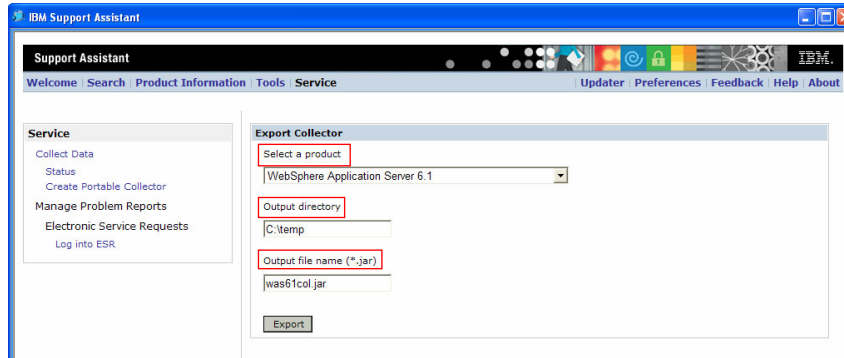 IBM Support Assistant
Support Assistant
IBM.
Welcome | Search | Product Information | Tools | Service
Updater | Preferences | Feedback | Help | About
Service
Collect Data
Status
Create Portable Collector
Manage Problem Reports
Electronic Service Requests
Log into ESR
Export Collector
Select a product
WebSphere Application Server 6.1
Output directory
C:\temp
Output file name (*.jar)
was61col.jar
Export